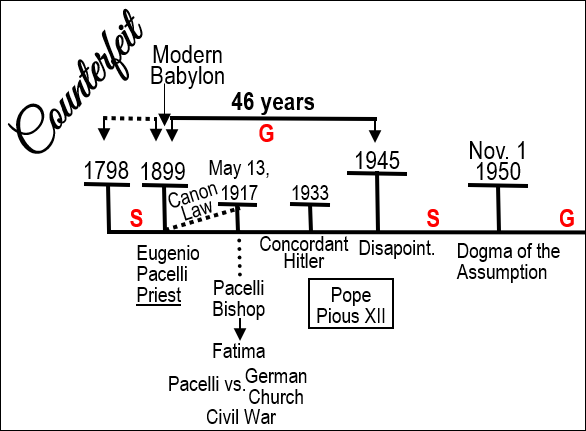 Counterfeit
Modern
Babylon
46 years
G
1798
1899
May 13,
1917
1933
1945
Nov. 1
1950
S
Canon
Law
S
G
Eugenio
Pacelli
Priest
Concordant
Hitler
Disapoint.
Dogma of the
Assumption
Pacelli
Bishop
Pope
Pious XII
Fatima
Pacelli vs. German
Church
Civil War